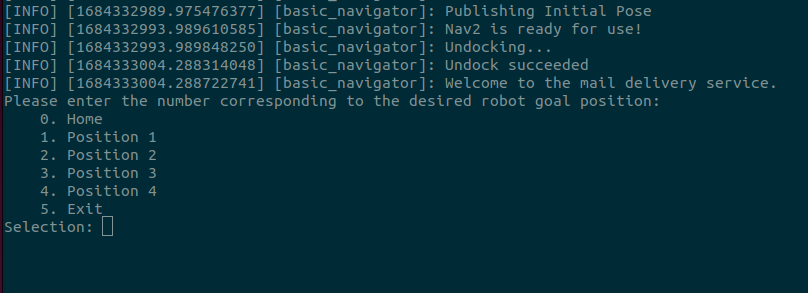 [INFO] [1684332989.975476377] [basic_navigator]: Publishing Initial Pose
[INFO] [1684332993.989610585] [basic_navigator]: Nav2 is ready for use!
[INFO] [1684332993.989848250] [basic_navigator]: Undocking...
[INFO] [1684333004.288314048] [basic_navigator]: Undock succeeded
[INFO] [1684333004.288722741] [basic_navigator]: Welcome to the mail delivery service.
Please enter the number corresponding to the desired robot goal position:
    0. Home
    1. Position 1
    2. Position 2
    3. Position 3
    4. Position 4
    5. Exit
Selection: